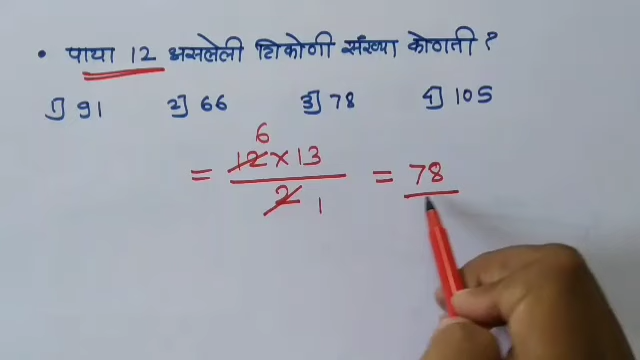 • पाया 12 असलेली त्रिकोणी संख्या कोणती ?
1) 91 2) 66 3) 78 4) 105
6
= 12 × 13 = 78
2 1